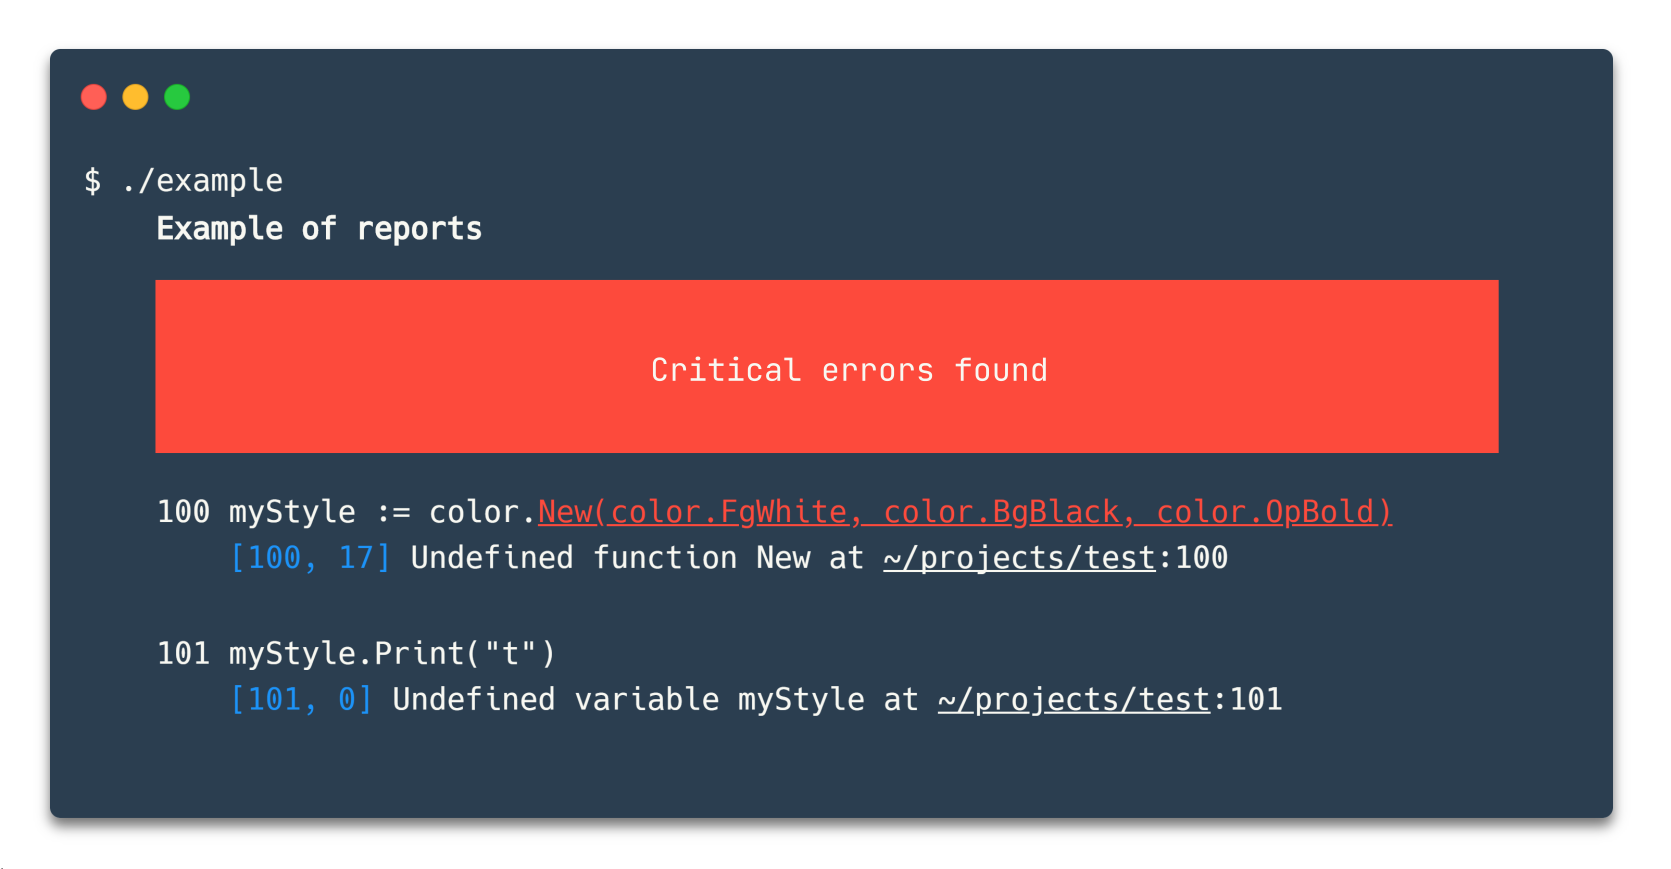 $ ./example
Example of reports
Critical errors found
100 myStyle := color.New(color.FgWhite, color.BgBlack, color.OpBold)
[100, 17] Undefined function New at ~/projects/test:100
101 myStyle.Print("t")
[101, 0] Undefined variable myStyle at ~/projects/test:101